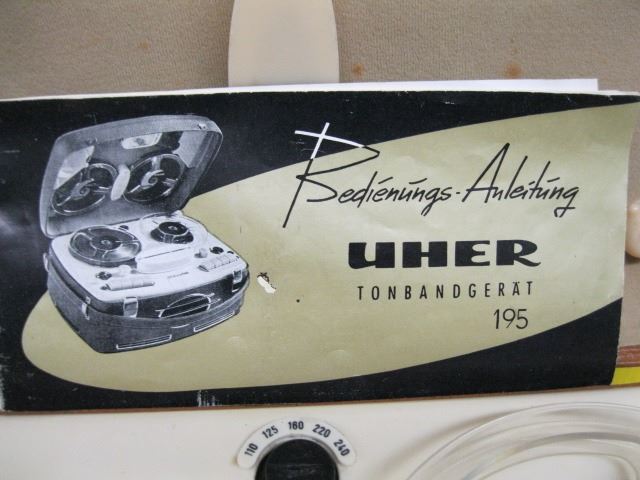 Bedienungs-Anleitung
UHER
TONBANDGERÄT
195
110 125 160 220 240